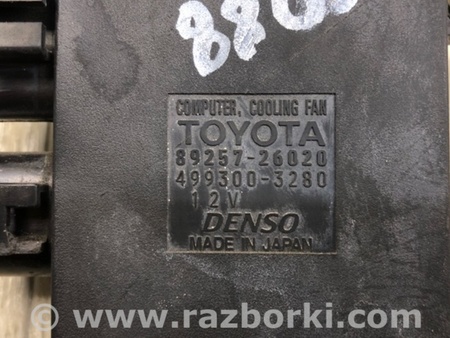 COMPUTER, COOLING FAN
TOYOTA
89257-26020
499300-3280
12V
DENSO
MADE IN JAPAN
www.razborki.com